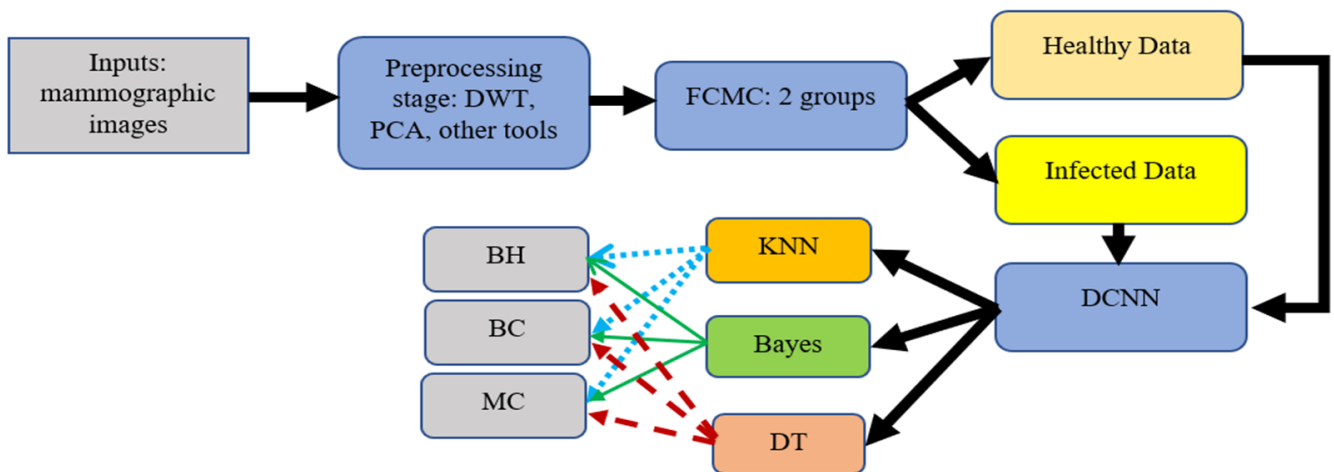 Inputs:
mammographic
images
Preprocessing
stage: DWT,
PCA, other tools
FCMC: 2 groups
Healthy Data
Infected Data
DCNN
KNN
Bayes
DT
BH
BC
MC